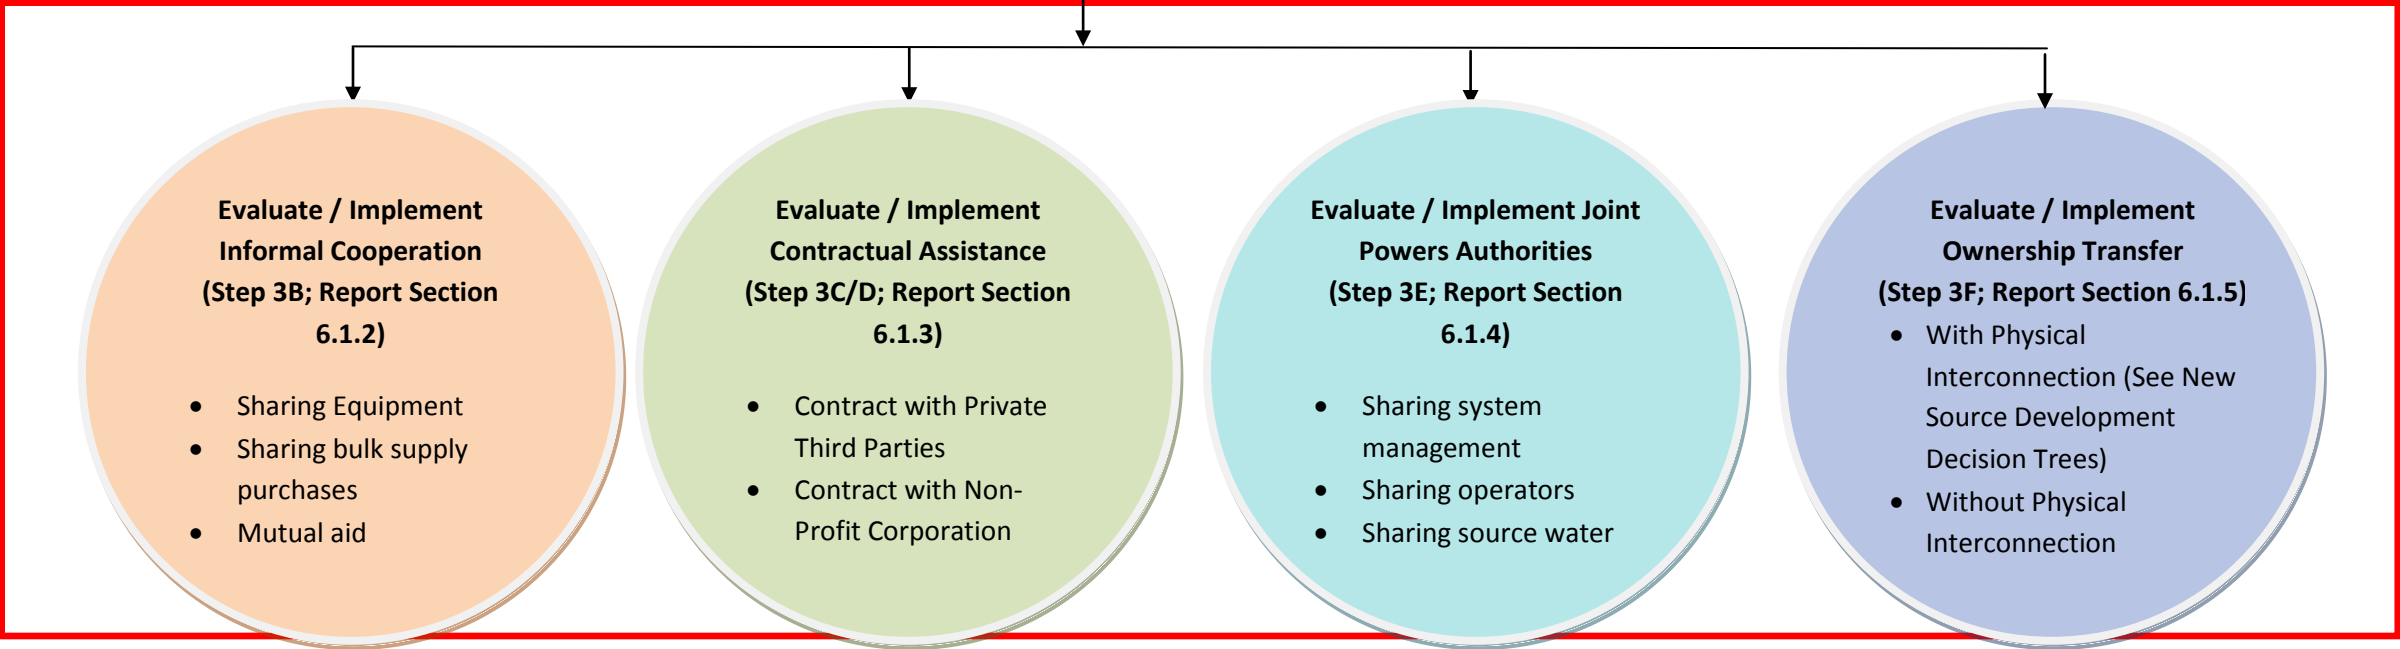 Evaluate / Implement
Informal Cooperation
(Step 3B; Report Section
6.1.2)
• Sharing Equipment
• Sharing bulk supply
purchases
• Mutual aid
Evaluate / Implement
Contractual Assistance
(Step 3C/D; Report Section
6.1.3)
• Contract with Private
Third Parties
• Contract with Non-
Profit Corporation
Evaluate / Implement Joint
Powers Authorities
(Step 3E; Report Section
6.1.4)
• Sharing system
management
• Sharing operators
• Sharing source water
Evaluate / Implement
Ownership Transfer
(Step 3F; Report Section 6.1.5)
• With Physical
Interconnection (See New
Source Development
Decision Trees)
• Without Physical
Interconnection